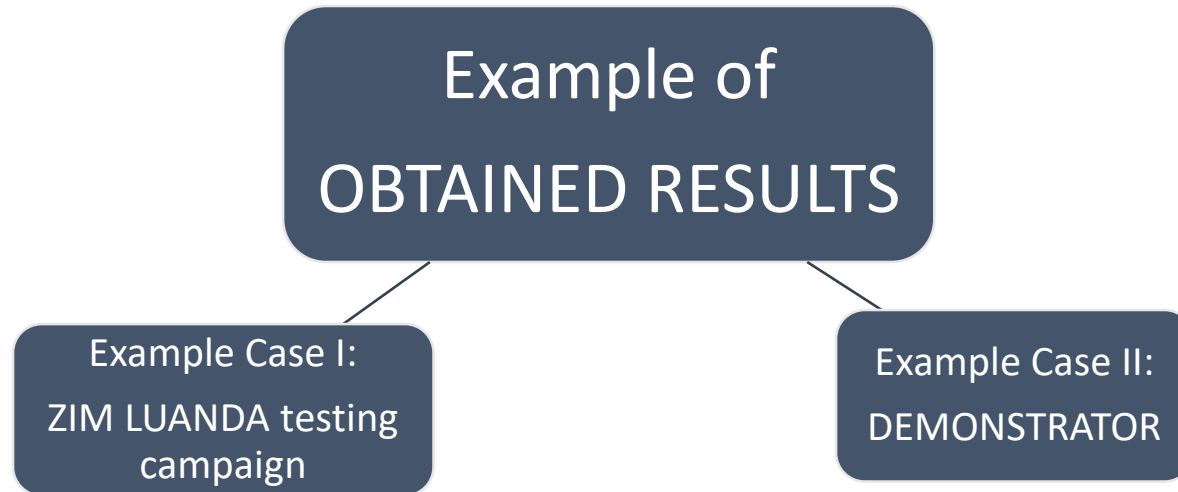 Example of
OBTAINED RESULTS
Example Case I:
ZIM LUANDA testing
campaign
Example Case II:
DEMONSTRATOR